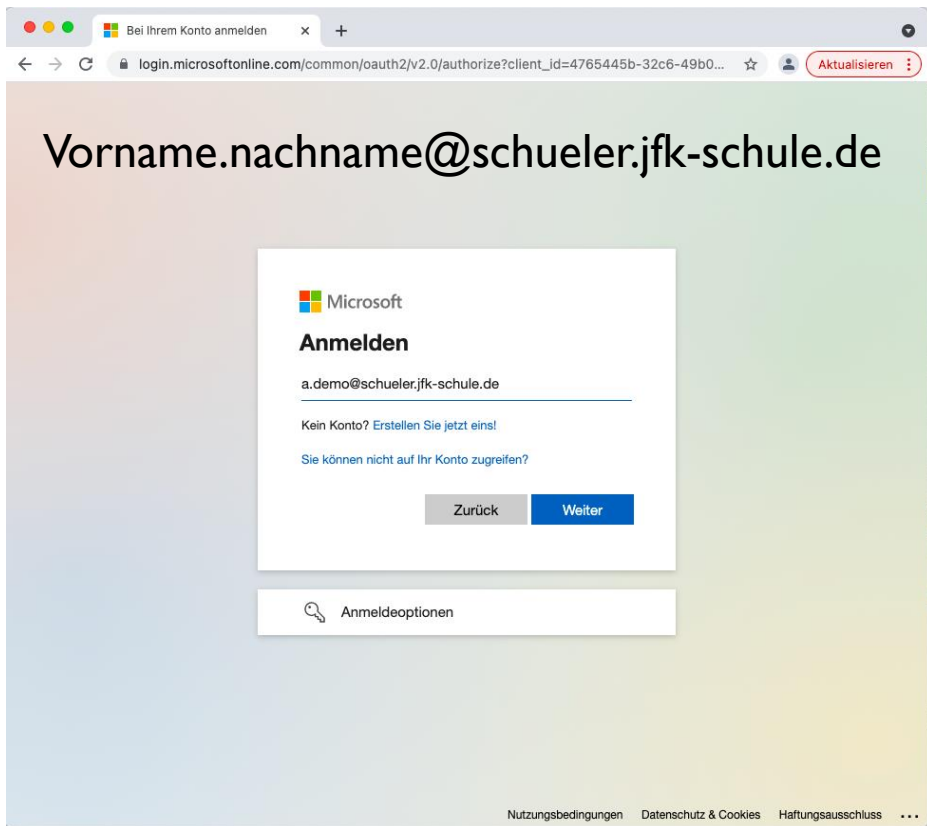 Bei Ihrem Konto anmelden
login.microsoftonline.com/common/oauth2/v2.0/authorize?client_id=4765445b-32c6-49b0...
Aktualisieren
Vorname.nachname@schueler.jfk-schule.de
Microsoft
Anmelden
a.demo@schueler.jfk-schule.de
Kein Konto? Erstellen Sie jetzt eins!
Sie können nicht auf Ihr Konto zugreifen?
Zurück Weiter
Anmeldeoptionen
Nutzungsbedingungen Datenschutz & Cookies Haftungsausschluss ...